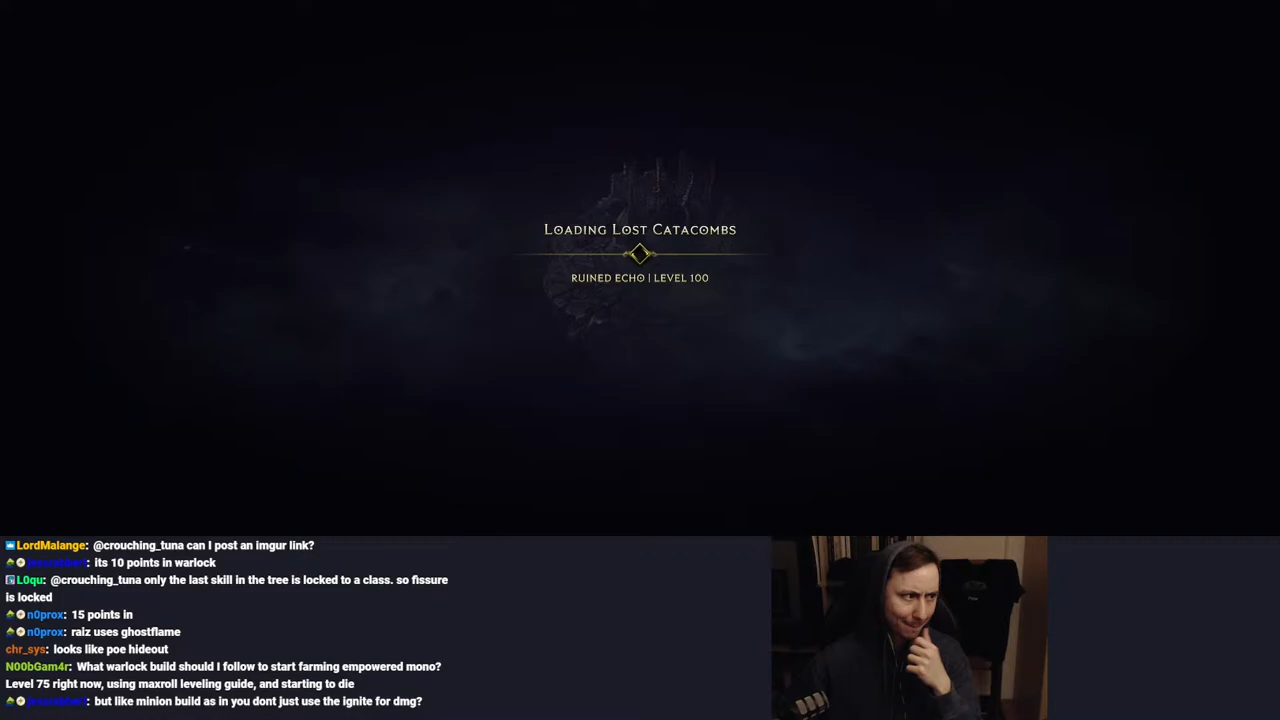 Loading Lost Catacombs
RUINED ECHO | LEVEL 100
LordMalange: @crouching_tuna can I post an imgur link?
: its 10 points in warlock
L0qu: @crouching_tuna only the last skill in the tree is locked to a class. so fissure
is locked
n0prox: 15 points in
n0prox: raiz uses ghostflame
chr_sys: looks like poe hideout
N00bGam4r: What warlock build should I follow to start farming empowered mono?
Level 75 right now, using maxroll leveling guide, and starting to die
: but like minion build as in you dont just use the ignite for dmg?